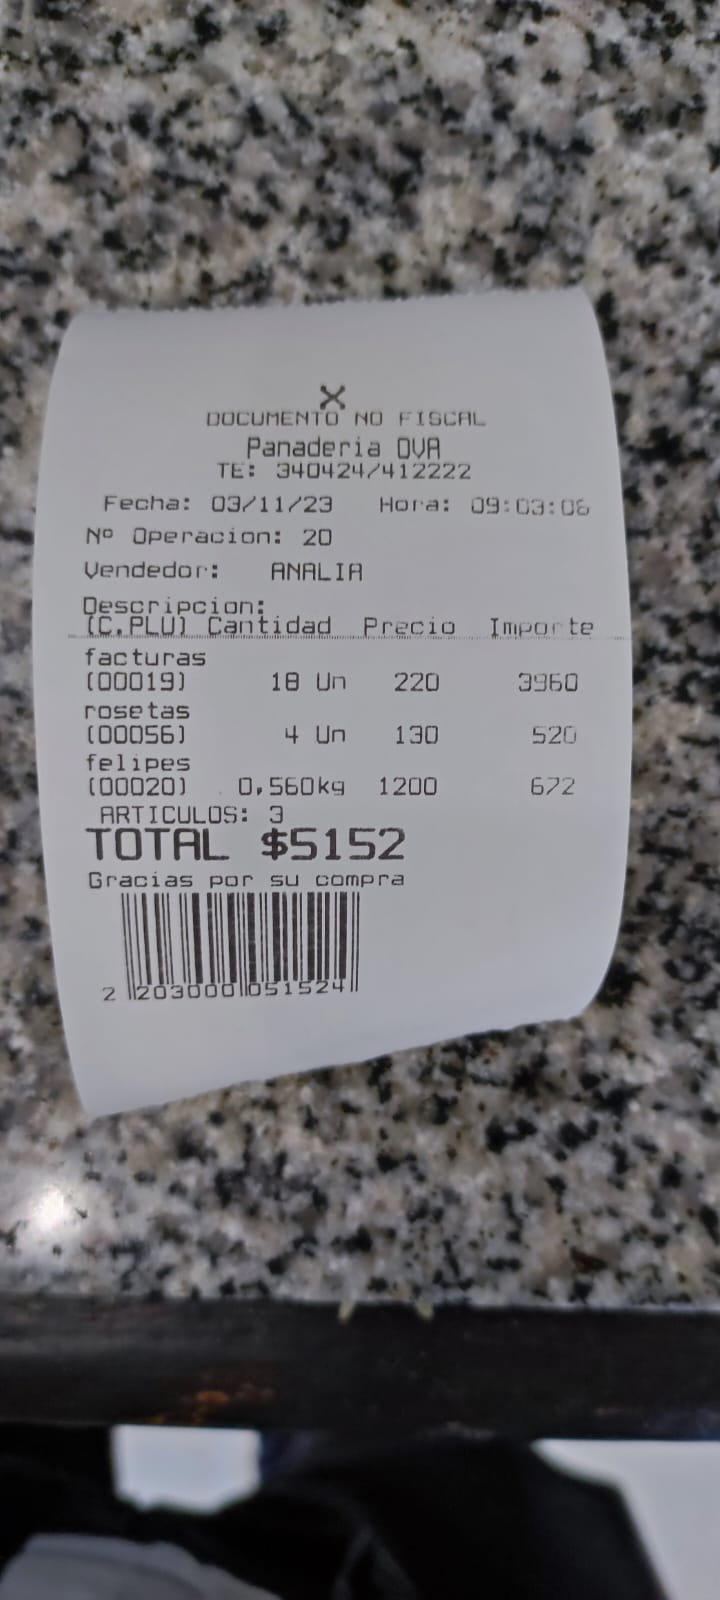 X
DOCUMENTO NO FISCAL
Panaderia OVA
TE: 340424/412222
Fecha: 03/11/23 Hora: 09:03:06
Nº Operacion: 20
Vendedor: ANALIA
Descripcion:
(C.PLU) Cantidad Precio Importe
facturas
(00019) 18 Un 220 3960
rosetas
(00056) 4 Un 130 520
felipes
(00020) 0,560kg 1200 672
ARTICULOS: 3
TOTAL $5152
Gracias por su compra
2 203000 051524